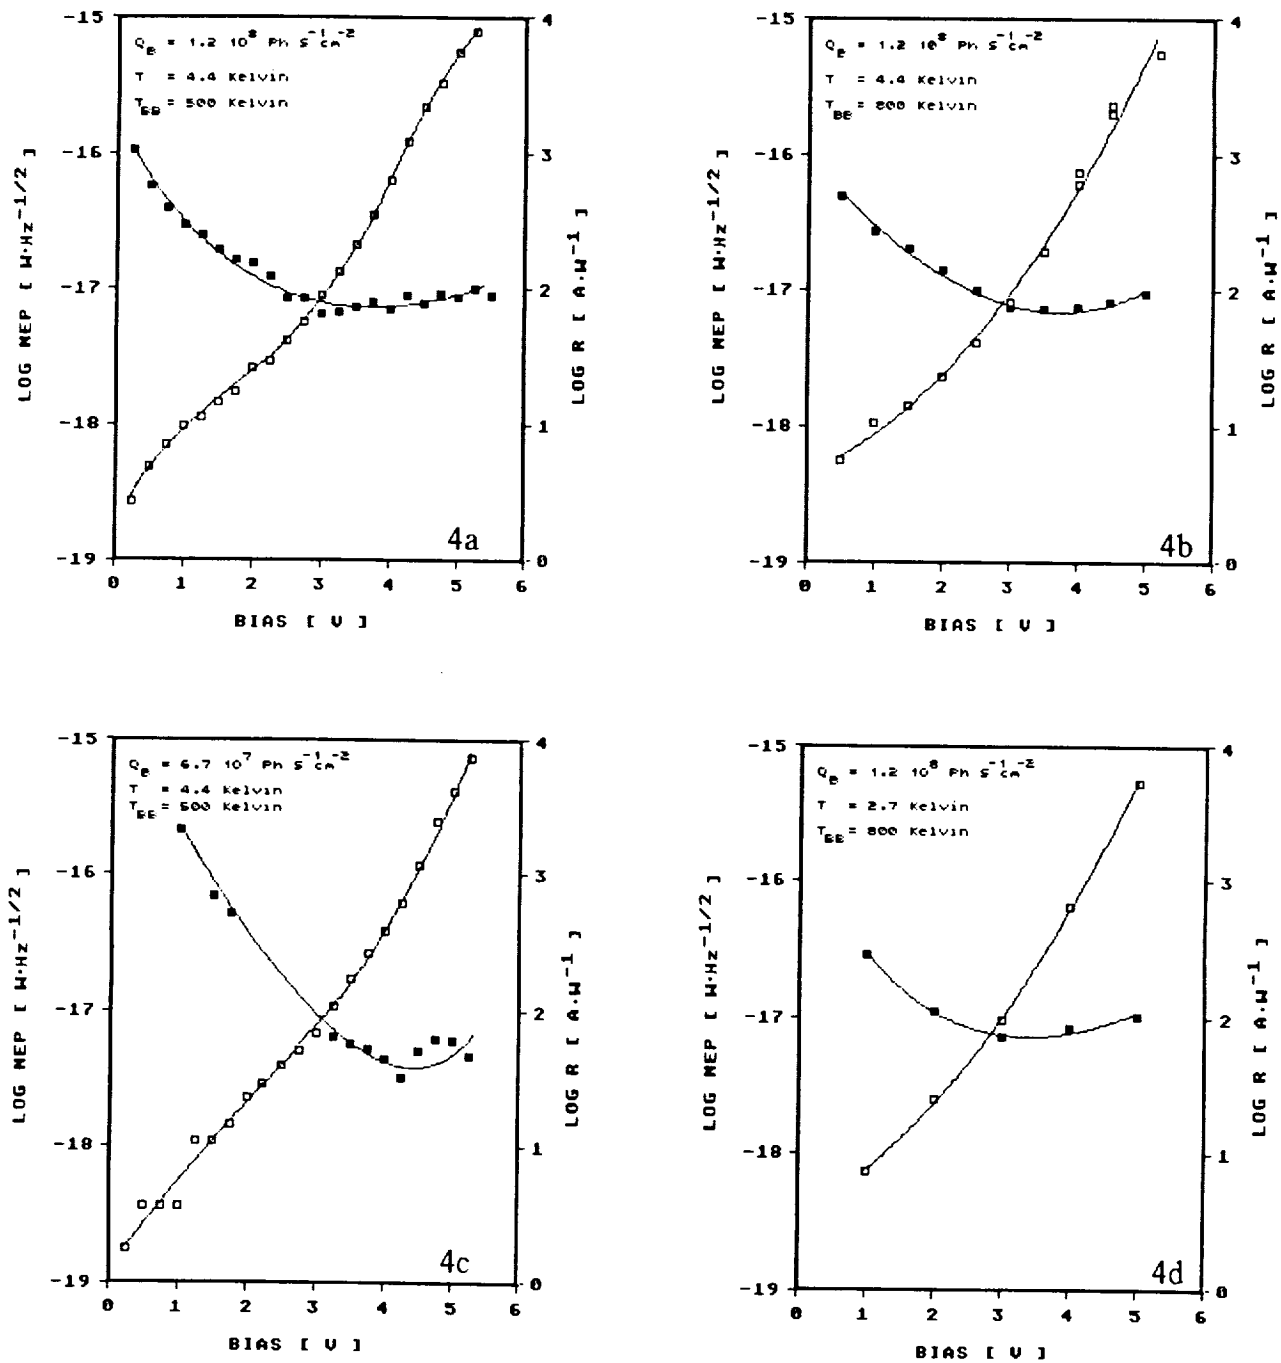 -15
-16
-17
-18
-19
4
3
2
1
0
Q_B = 1.2 10^8 Ph S^-1 cm^-2
T = 4.4 Kelvin
T_BB = 500 Kelvin
LOG NEP [ W·Hz^-1/2 ]
LOG R [ A·W^-1 ]
4a
0 1 2 3 4 5 6
BIAS [ V ]
-15
-16
-17
-18
-19
4
3
2
1
0
Q_B = 1.2 10^8 Ph S^-1 cm^-2
T = 4.4 Kelvin
T_BB = 800 Kelvin
LOG NEP [ W·Hz^-1/2 ]
LOG R [ A·W^-1 ]
4b
0 1 2 3 4 5 6
BIAS [ V ]
-15
-16
-17
-18
-19
4
3
2
1
0
Q_B = 6.7 10^7 Ph S^-1 cm^-2
T = 4.4 Kelvin
T_BB = 500 Kelvin
LOG NEP [ W·Hz^-1/2 ]
LOG R [ A·W^-1 ]
4c
0 1 2 3 4 5 6
BIAS [ V ]
-15
-16
-17
-18
-19
4
3
2
1
0
Q_B = 1.2 10^8 Ph S^-1 cm^-2
T = 2.7 Kelvin
T_BB = 800 Kelvin
LOG NEP [ W·Hz^-1/2 ]
LOG R [ A·W^-1 ]
4d
0 1 2 3 4 5 6
BIAS [ V ]